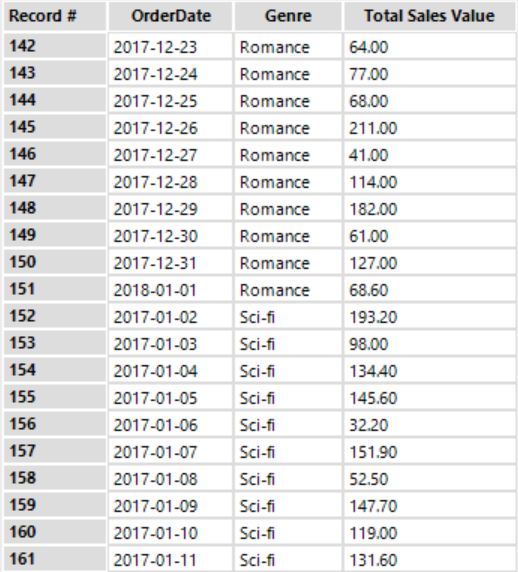 Record # OrderDate Genre Total Sales Value
142 2017-12-23 Romance 64.00
143 2017-12-24 Romance 77.00
144 2017-12-25 Romance 68.00
145 2017-12-26 Romance 211.00
146 2017-12-27 Romance 41.00
147 2017-12-28 Romance 114.00
148 2017-12-29 Romance 182.00
149 2017-12-30 Romance 61.00
150 2017-12-31 Romance 127.00
151 2018-01-01 Romance 68.60
152 2017-01-02 Sci-fi 193.20
153 2017-01-03 Sci-fi 98.00
154 2017-01-04 Sci-fi 134.40
155 2017-01-05 Sci-fi 145.60
156 2017-01-06 Sci-fi 32.20
157 2017-01-07 Sci-fi 151.90
158 2017-01-08 Sci-fi 52.50
159 2017-01-09 Sci-fi 147.70
160 2017-01-10 Sci-fi 119.00
161 2017-01-11 Sci-fi 131.60